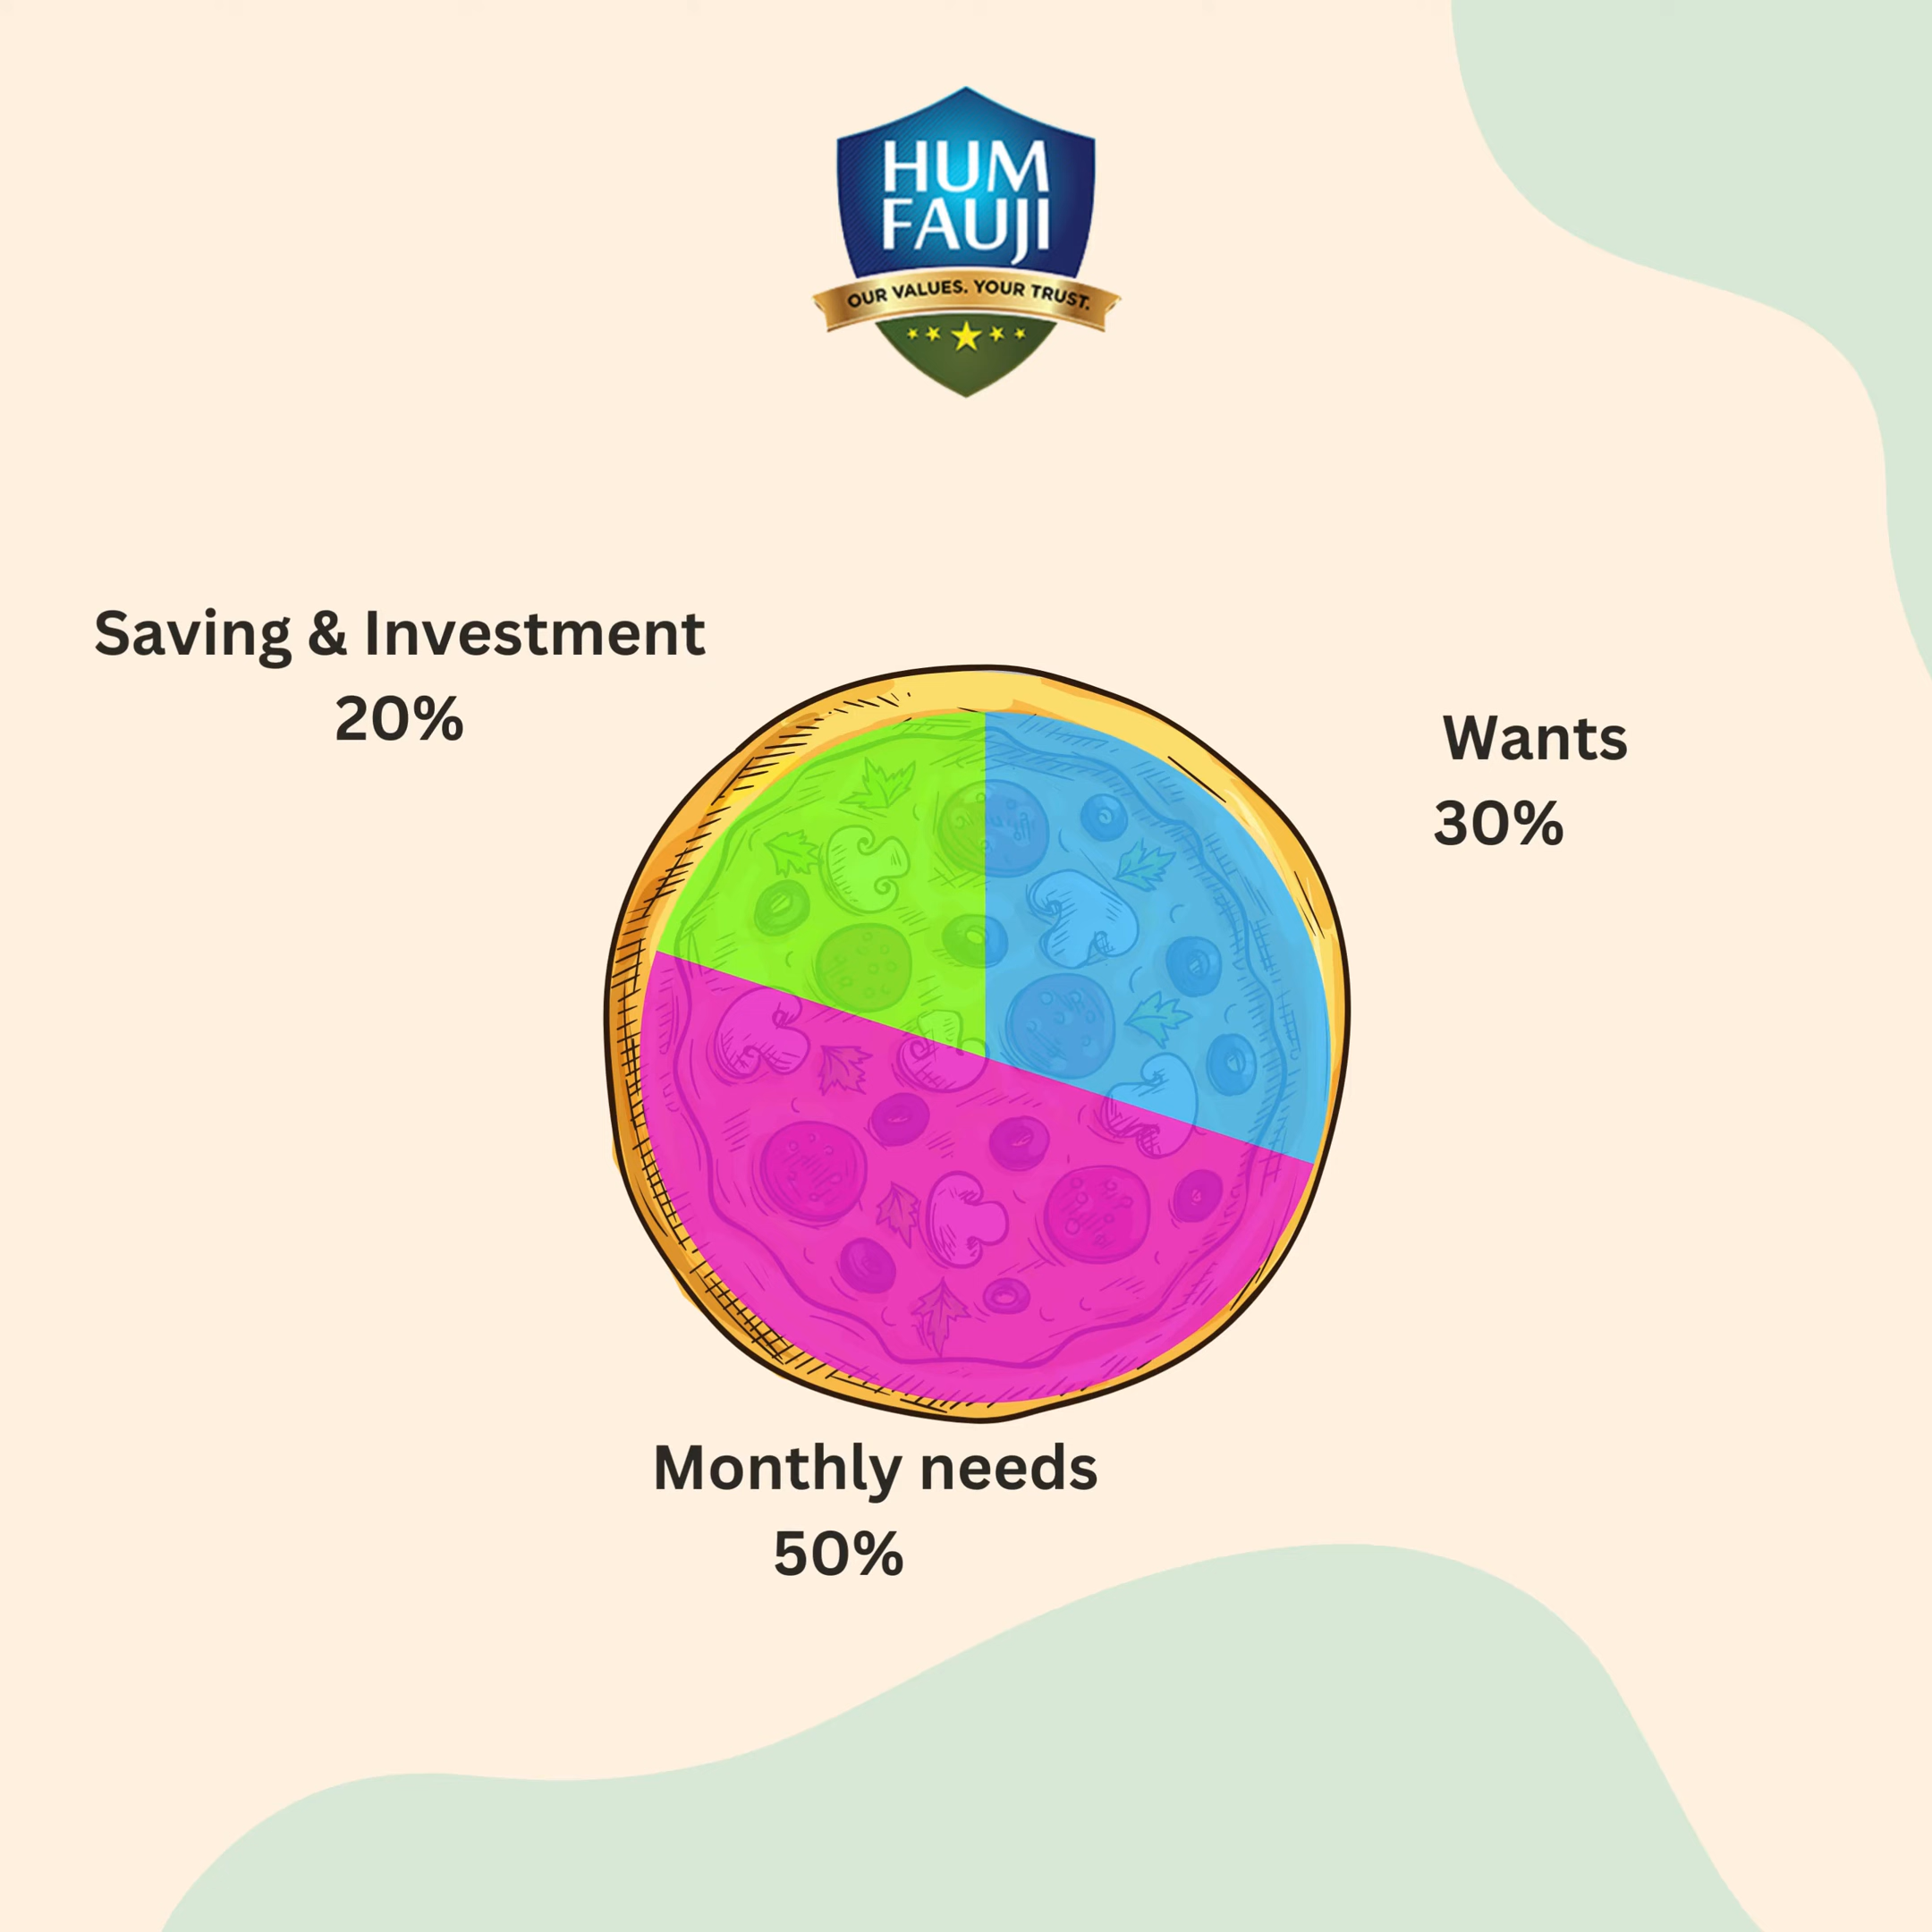 HUM
FAUJI
OUR VALUES. YOUR TRUST.
Saving & Investment
20%
Wants
30%
Monthly needs
50%